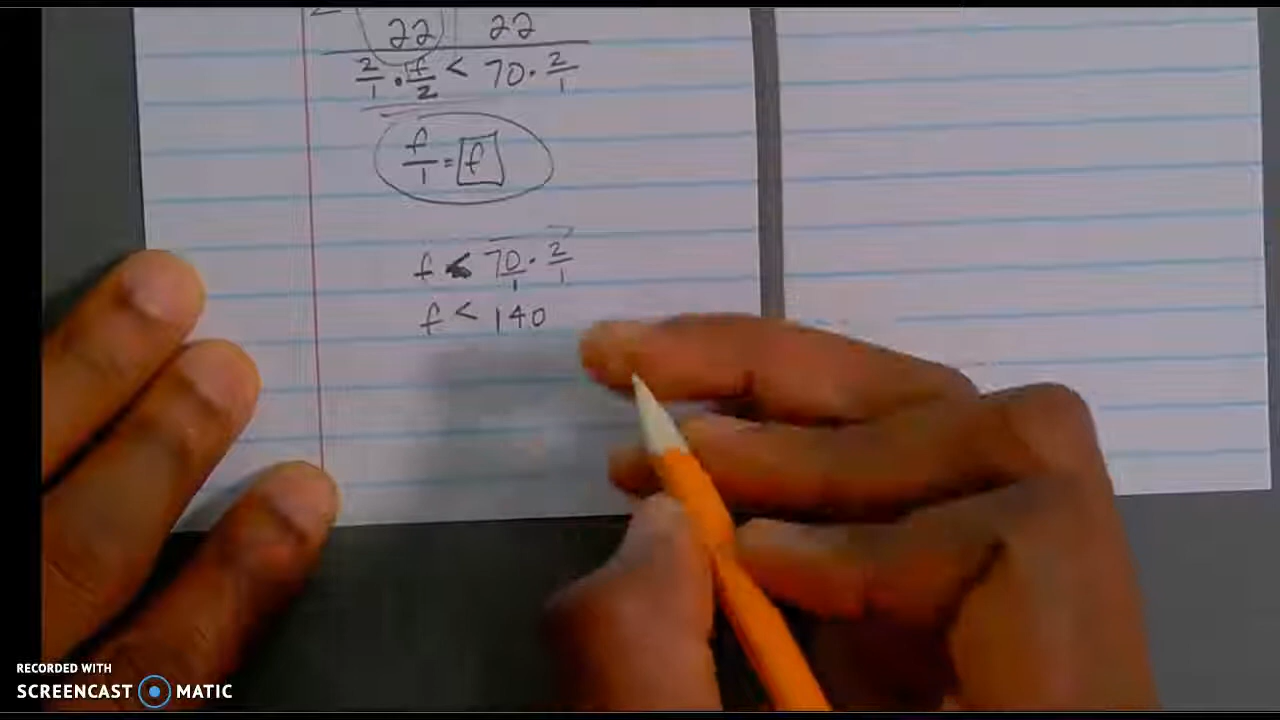 22 22
2/1 · f/2 < 70 · 2/1
f/1 = f
f < 70/1 · 2/1
f < 140
RECORDED WITH
SCREENCAST MATIC